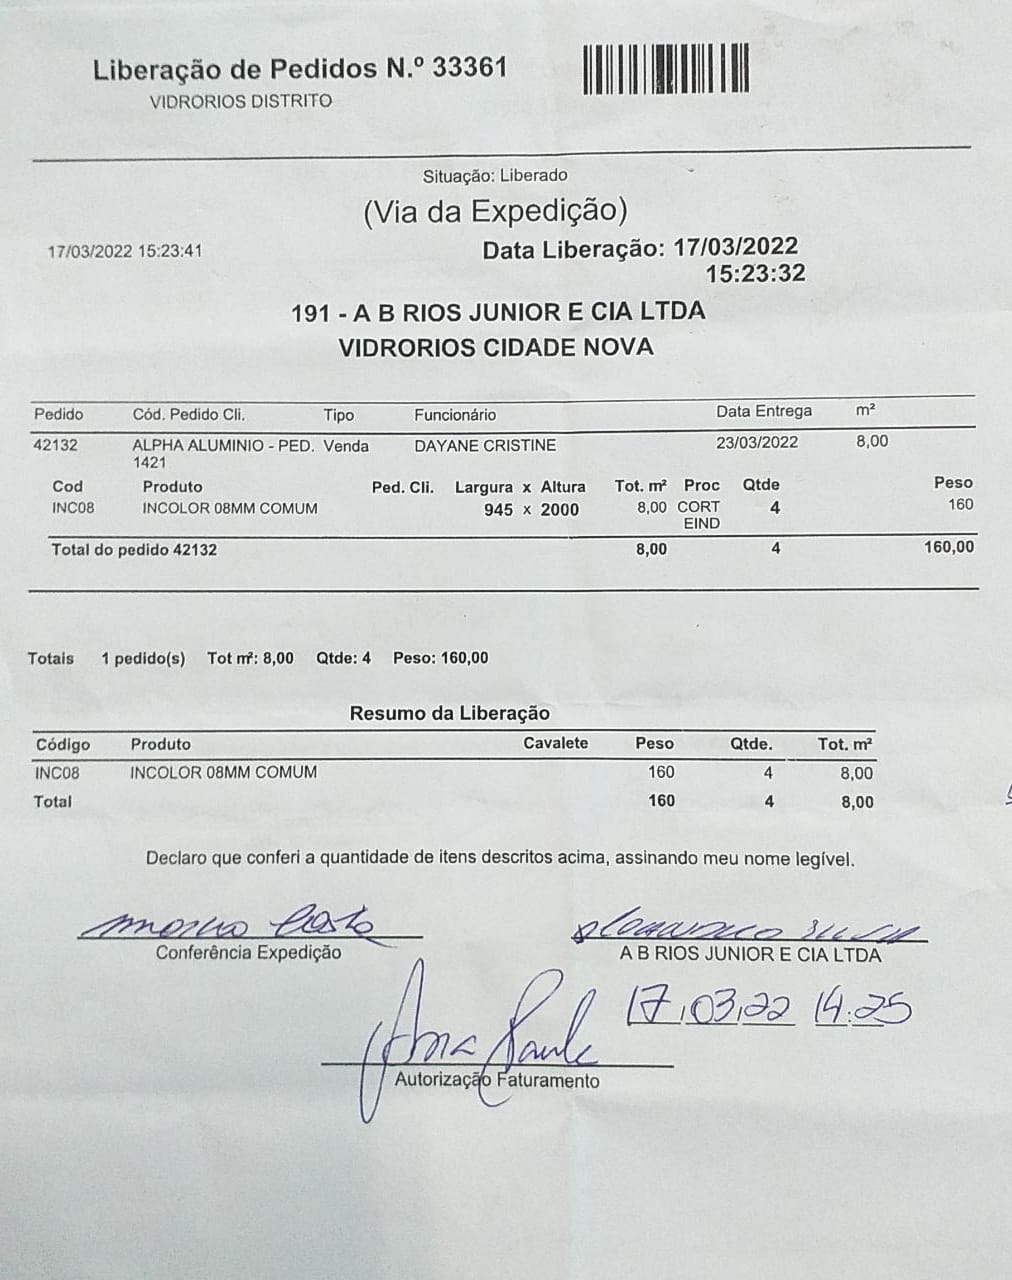 Liberação de Pedidos N.º 33361
VIDRORIOS DISTRITO
Situação: Liberado
(Via da Expedição)
17/03/2022 15:23:41
Data Liberação: 17/03/2022
15:23:32
191 - A B RIOS JUNIOR E CIA LTDA
VIDRORIOS CIDADE NOVA
Pedido Cód. Pedido Cli. Tipo Funcionário Data Entrega m²
42132 ALPHA ALUMINIO - PED. Venda DAYANE CRISTINE 23/03/2022 8,00
1421
Cod Produto Ped. Cli. Largura x Altura Tot. m² Proc Qtde Peso
INC08 INCOLOR 08MM COMUM 945 x 2000 8,00 CORT 4 160
EIND
Total do pedido 42132 8,00 4 160,00
Totais 1 pedido(s) Tot m²: 8,00 Qtde: 4 Peso: 160,00
Resumo da Liberação
Código Produto Cavalete Peso Qtde. Tot. m²
INC08 INCOLOR 08MM COMUM 160 4 8,00
Total 160 4 8,00
Declaro que conferi a quantidade de itens descritos acima, assinando meu nome legível.
Conferência Expedição
A B RIOS JUNIOR E CIA LTDA
17,03,22 14:25
Ana Paula
Autorização Faturamento